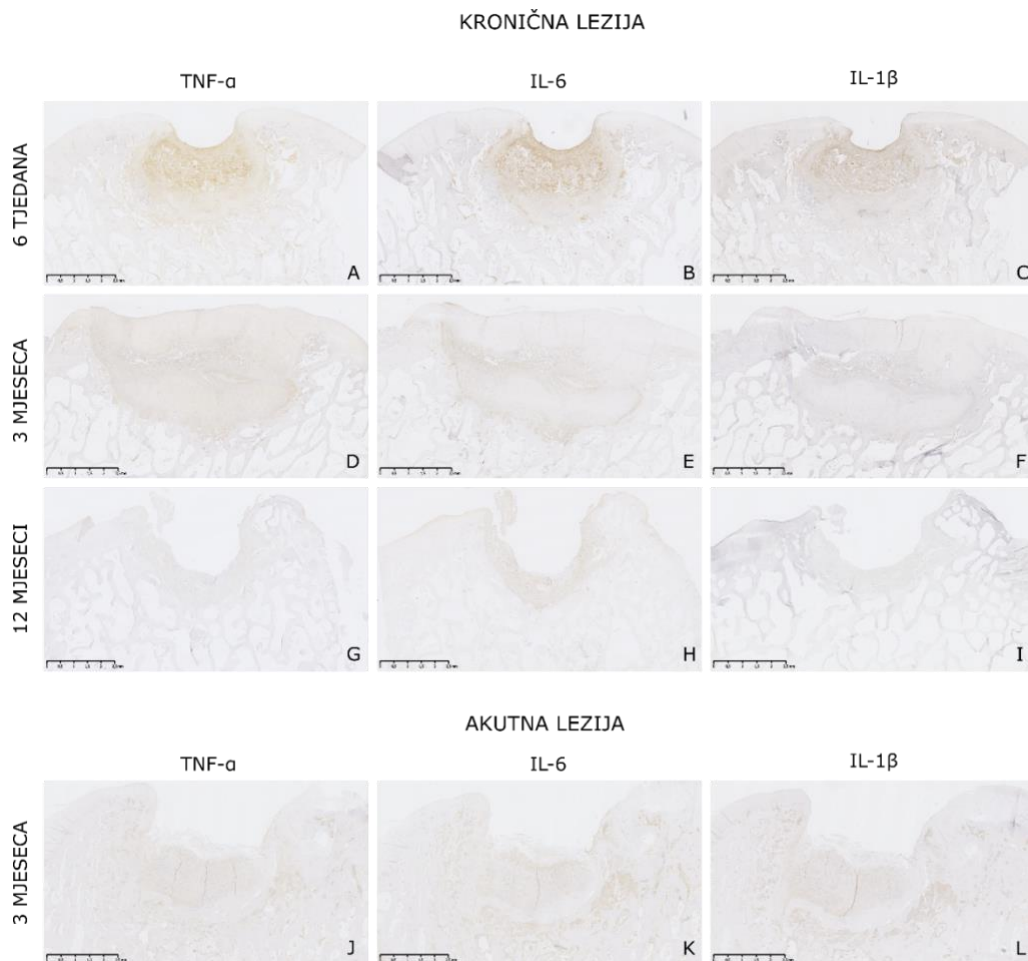 KRONIČNA LEZIJA
TNF-α IL-6 IL-1β
6 TJEDANA
A B C
3 MJESECA
D E F
12 MJESECI
G H I
AKUTNA LEZIJA
TNF-α IL-6 IL-1β
3 MJESECA
J K L